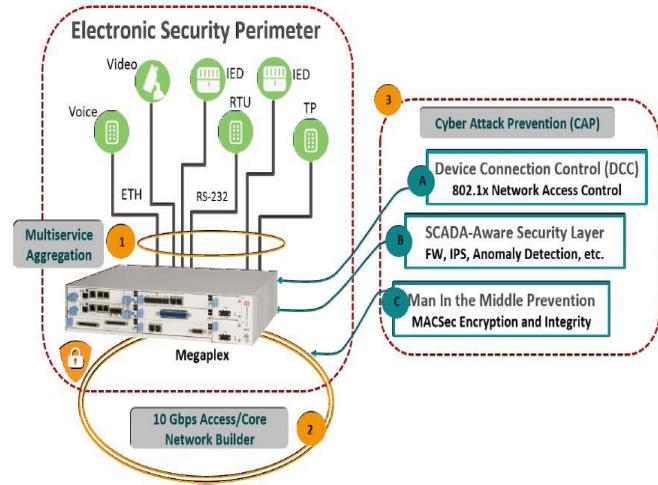 Electronic Security Perimeter
Video
IED
IED
Voice
RTU
TP
ETH
RS-232
Multiservice
Aggregation
1
Megaplex
10 Gbps Access/Core
Network Builder
2
3
Cyber Attack Prevention (CAP)
A
Device Connection Control (DCC)
802.1x Network Access Control
B
SCADA-Aware Security Layer
FW, IPS, Anomaly Detection, etc.
C
Man In the Middle Prevention
MACSec Encryption and Integrity